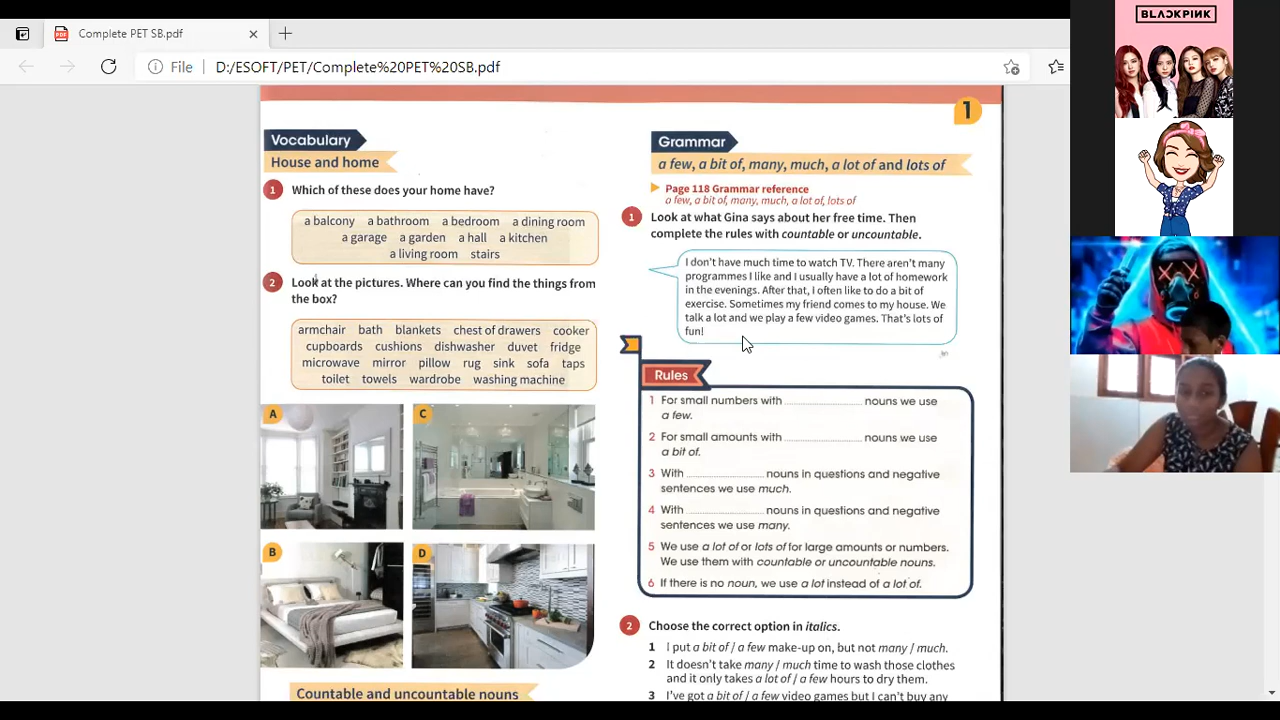 Complete PET SB.pdf
File D:/ESOFT/PET/Complete%20PET%20SB.pdf
BLACKPINK
1
Vocabulary
House and home
1 Which of these does your home have?
a balcony a bathroom a bedroom a dining room
a garage a garden a hall a kitchen
a living room stairs
2 Look at the pictures. Where can you find the things from
the box?
armchair bath blankets chest of drawers cooker
cupboards cushions dishwasher duvet fridge
microwave mirror pillow rug sink sofa taps
toilet towels wardrobe washing machine
A
C
B
D
Countable and uncountable nouns
Grammar
a few, a bit of, many, much, a lot of and lots of
Page 118 Grammar reference
a few, a bit of, many, much, a lot of, lots of
1 Look at what Gina says about her free time. Then
complete the rules with countable or uncountable.
I don't have much time to watch TV. There aren't many
programmes I like and I usually have a lot of homework
in the evenings. After that, I often like to do a bit of
exercise. Sometimes my friend comes to my house. We
talk a lot and we play a few video games. That's lots of
fun!
Rules
1 For small numbers with .................... nouns we use
a few.
2 For small amounts with .................... nouns we use
a bit of.
3 With .................... nouns in questions and negative
sentences we use much.
4 With .................... nouns in questions and negative
sentences we use many.
5 We use a lot of or lots of for large amounts or numbers.
We use them with countable or uncountable nouns.
6 If there is no noun, we use a lot instead of a lot of.
2 Choose the correct option in italics.
1 I put a bit of / a few make-up on, but not many / much.
2 It doesn't take many / much time to wash those clothes
and it only takes a lot of / a few hours to dry them.
3 I've got a bit of / a few video games but I can't buy any